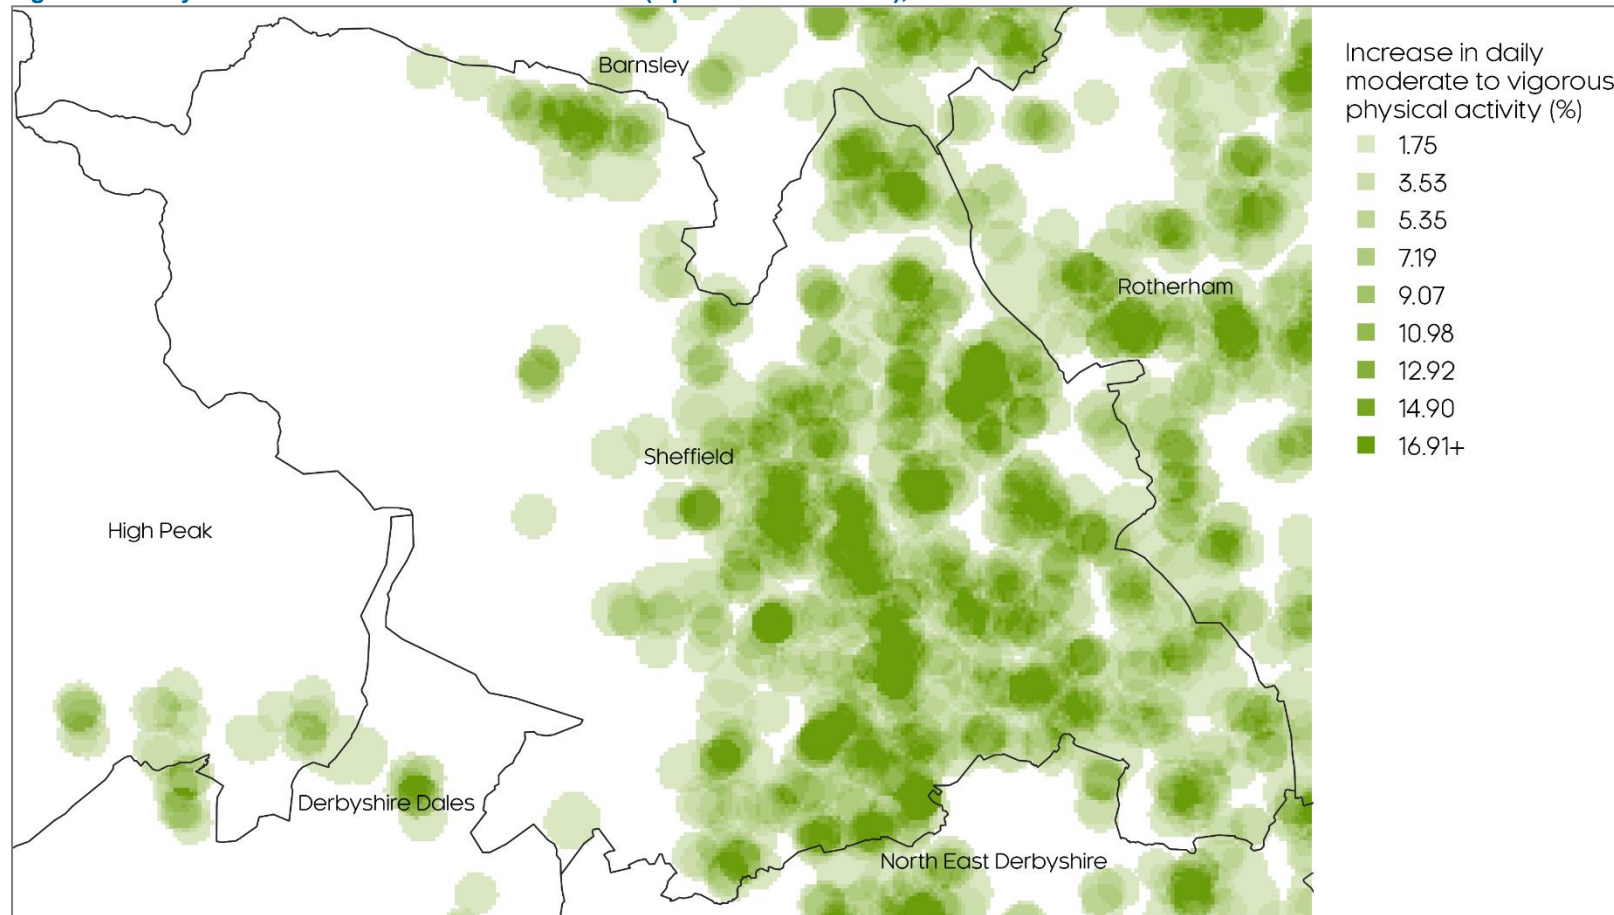 Barnsley
Rotherham
Sheffield
High Peak
Derbyshire Dales
North East Derbyshire
Increase in daily
moderate to vigorous
physical activity (%)
1.75
3.53
5.35
7.19
9.07
10.98
12.92
14.90
16.91+